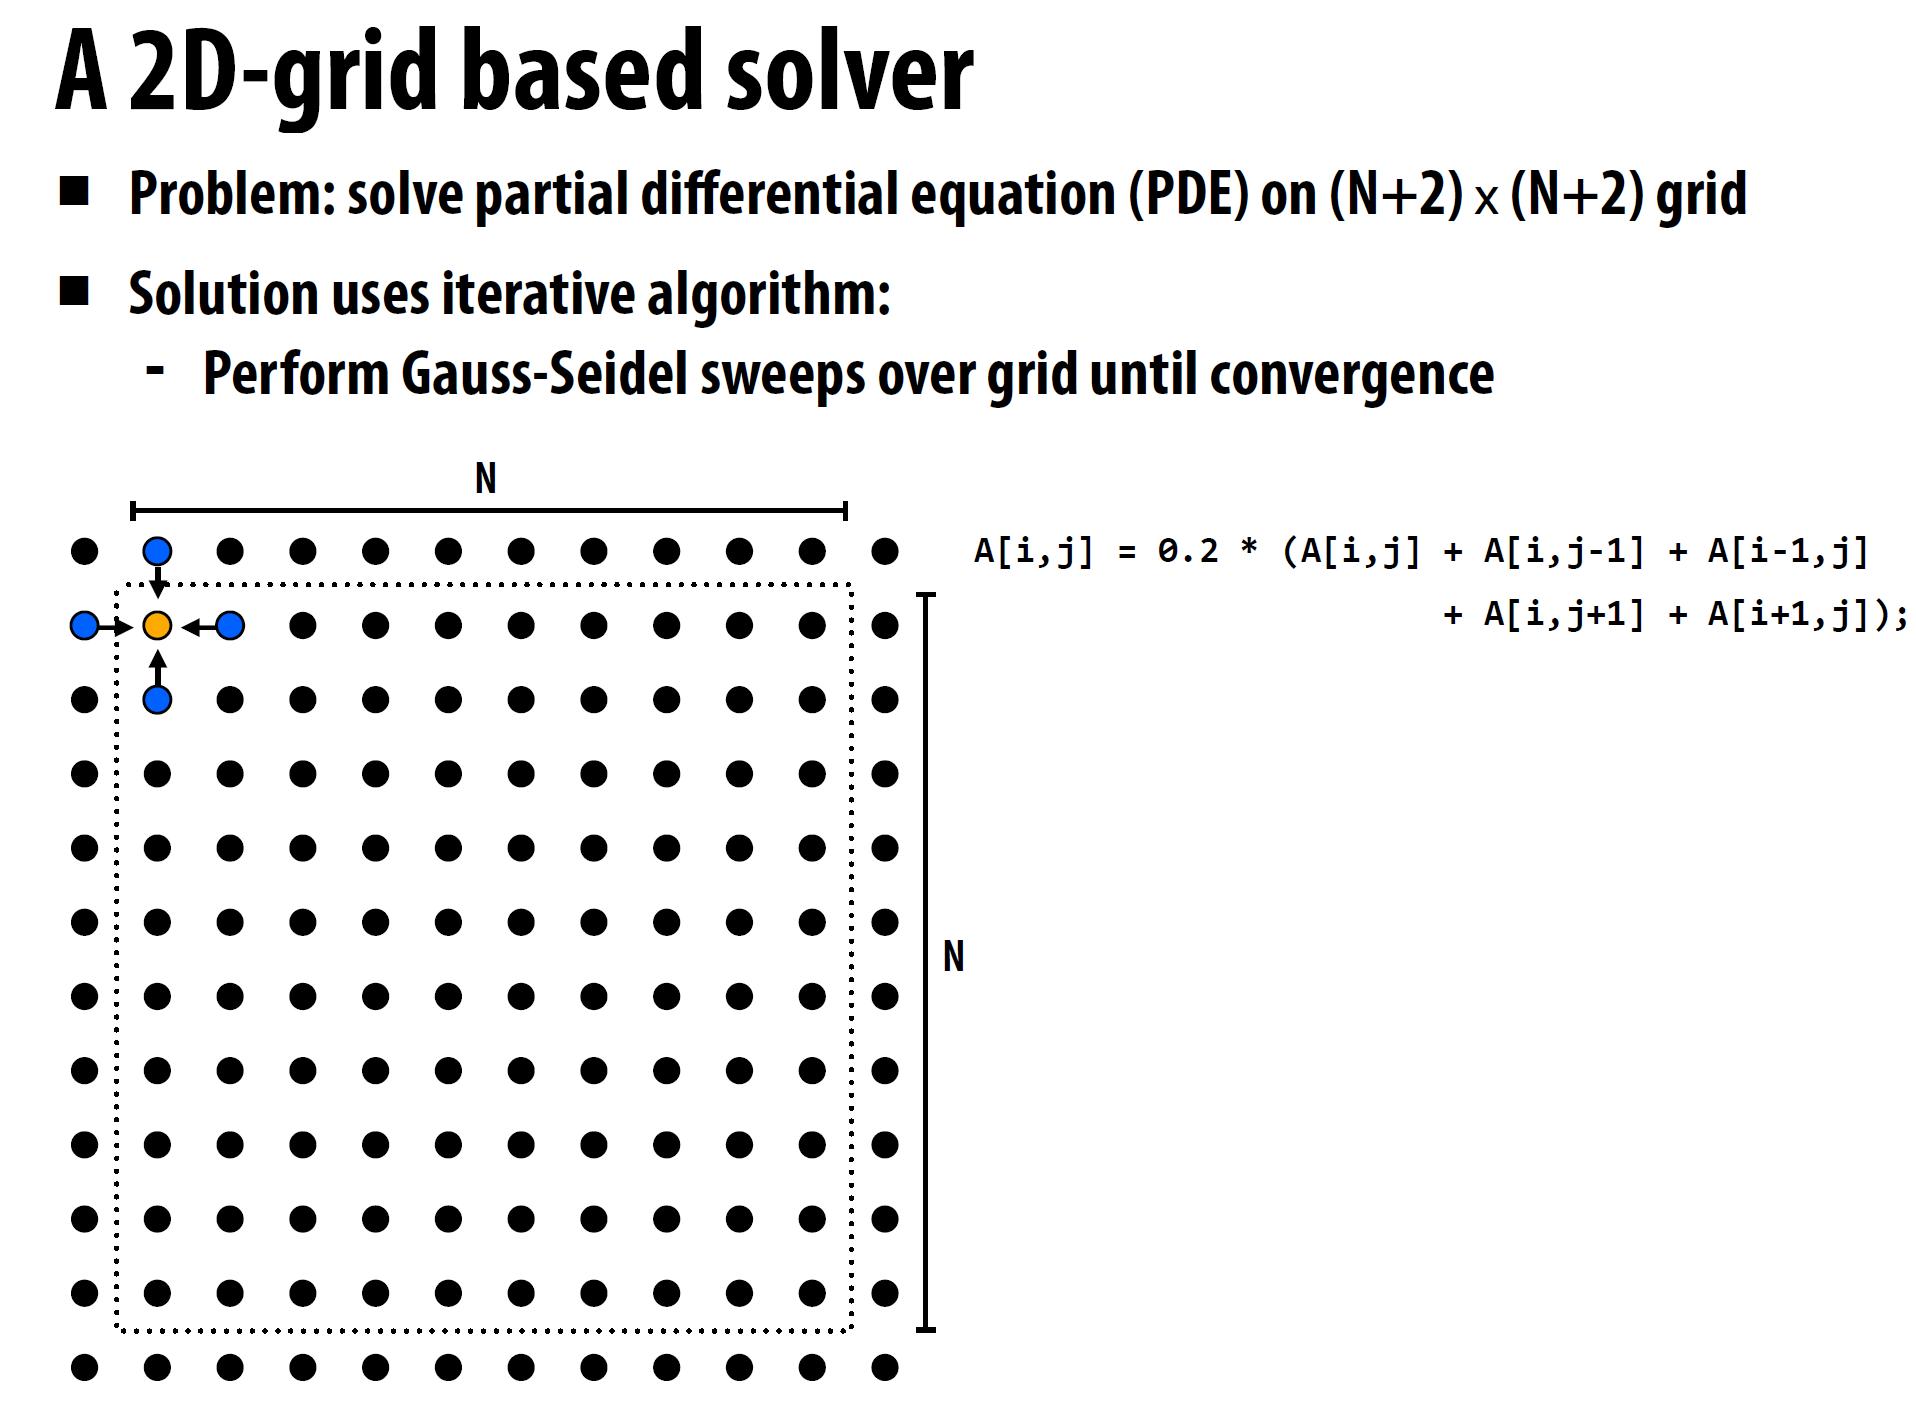 A 2D-grid based solver
■ Problem: solve partial differential equation (PDE) on (N+2) x (N+2) grid
■ Solution uses iterative algorithm:
- Perform Gauss-Seidel sweeps over grid until convergence
N
A[i,j] = 0.2 * (A[i,j] + A[i,j-1] + A[i-1,j]
+ A[i,j+1] + A[i+1,j]);
N